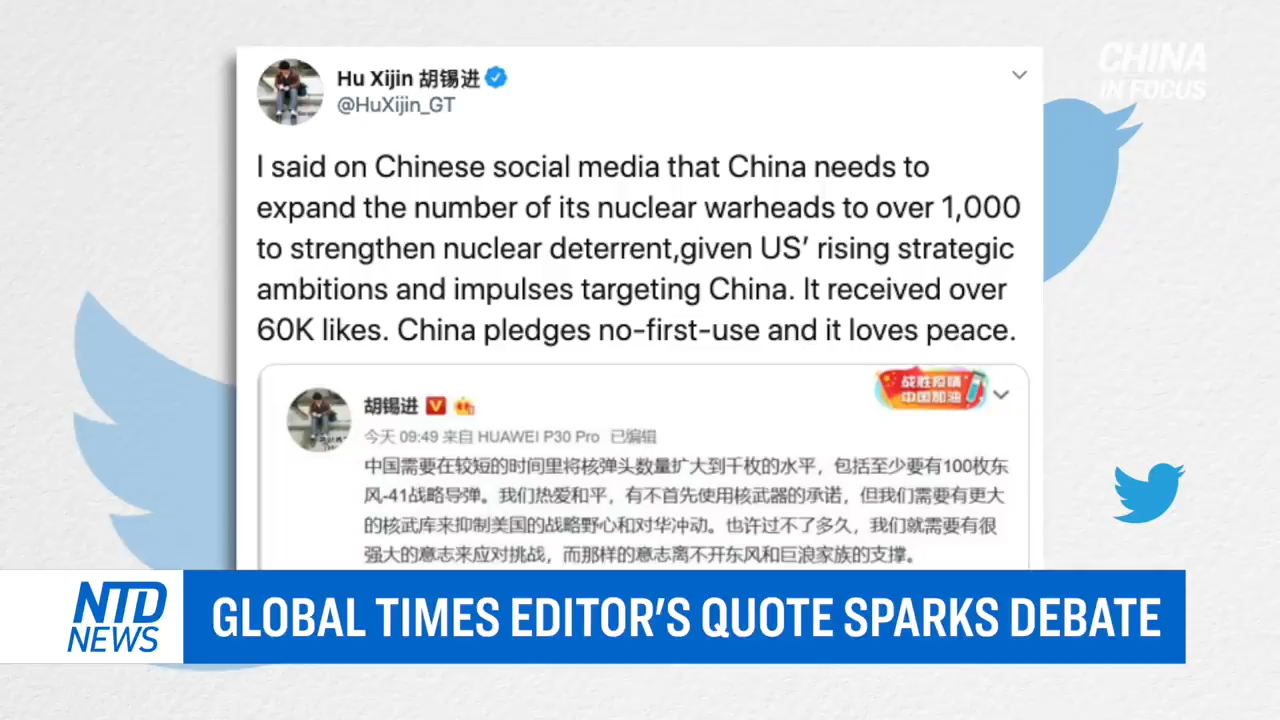 CHINA
IN FOCUS
Hu Xijin 胡锡进
@HuXijin_GT
I said on Chinese social media that China needs to
expand the number of its nuclear warheads to over 1,000
to strengthen nuclear deterrent,given US’ rising strategic
ambitions and impulses targeting China. It received over
60K likes. China pledges no-first-use and it loves peace.
战胜疫情
中国加油
胡锡进
今天 09:49 来自 HUAWEI P30 Pro 已编辑
中国需要在较短的时间里将核弹头数量扩大到千枚的水平，包括至少要有100枚东
风-41战略导弹。我们热爱和平，有不首先使用核武器的承诺，但我们需要有更大
的核武库来抑制美国的战略野心和对华冲动。也许过不了多久，我们就需要有很
强大的意志来应对挑战，而那样的意志离不开东风和巨浪家族的支撑。
NTD
NEWS
GLOBAL TIMES EDITOR’S QUOTE SPARKS DEBATE